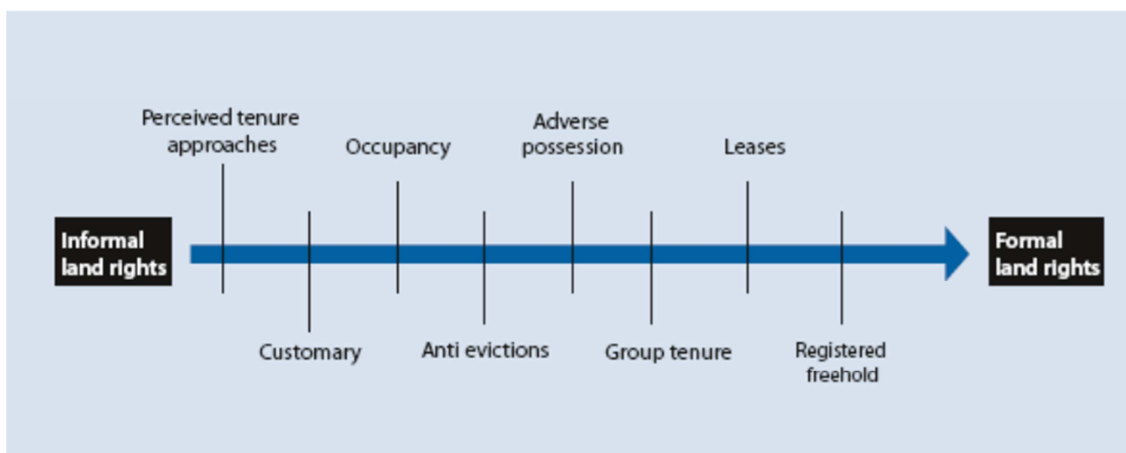 Perceived tenure
approaches
Occupancy
Adverse
possession
Leases
Informal
land rights
Formal
land rights
Customary
Anti evictions
Group tenure
Registered
freehold